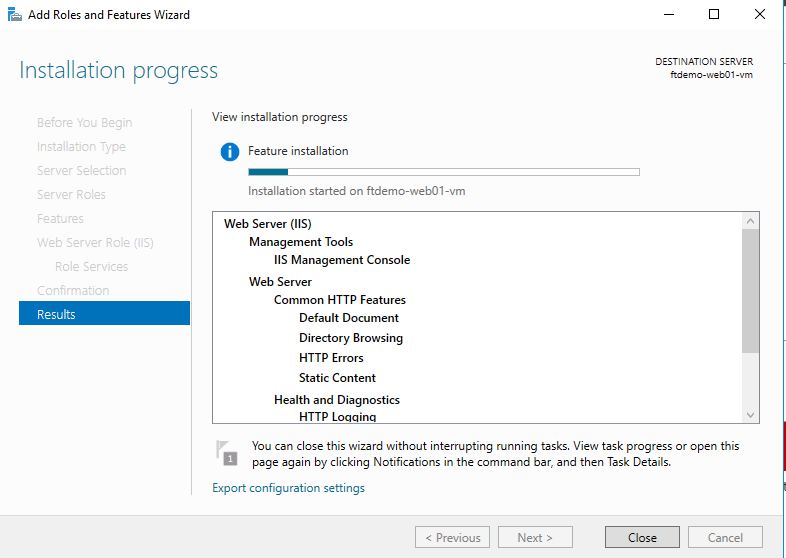 Add Roles and Features Wizard
Installation progress
DESTINATION SERVER
ftdemo-web01-vm
Before You Begin
Installation Type
Server Selection
Server Roles
Features
Web Server Role (IIS)
Role Services
Confirmation
Results
View installation progress
Feature installation
Installation started on ftdemo-web01-vm
Web Server (IIS)
Management Tools
IIS Management Console
Web Server
Common HTTP Features
Default Document
Directory Browsing
HTTP Errors
Static Content
Health and Diagnostics
HTTP Logging
1
You can close this wizard without interrupting running tasks. View task progress or open this
page again by clicking Notifications in the command bar, and then Task Details.
Export configuration settings
< Previous
Next >
Close
Cancel